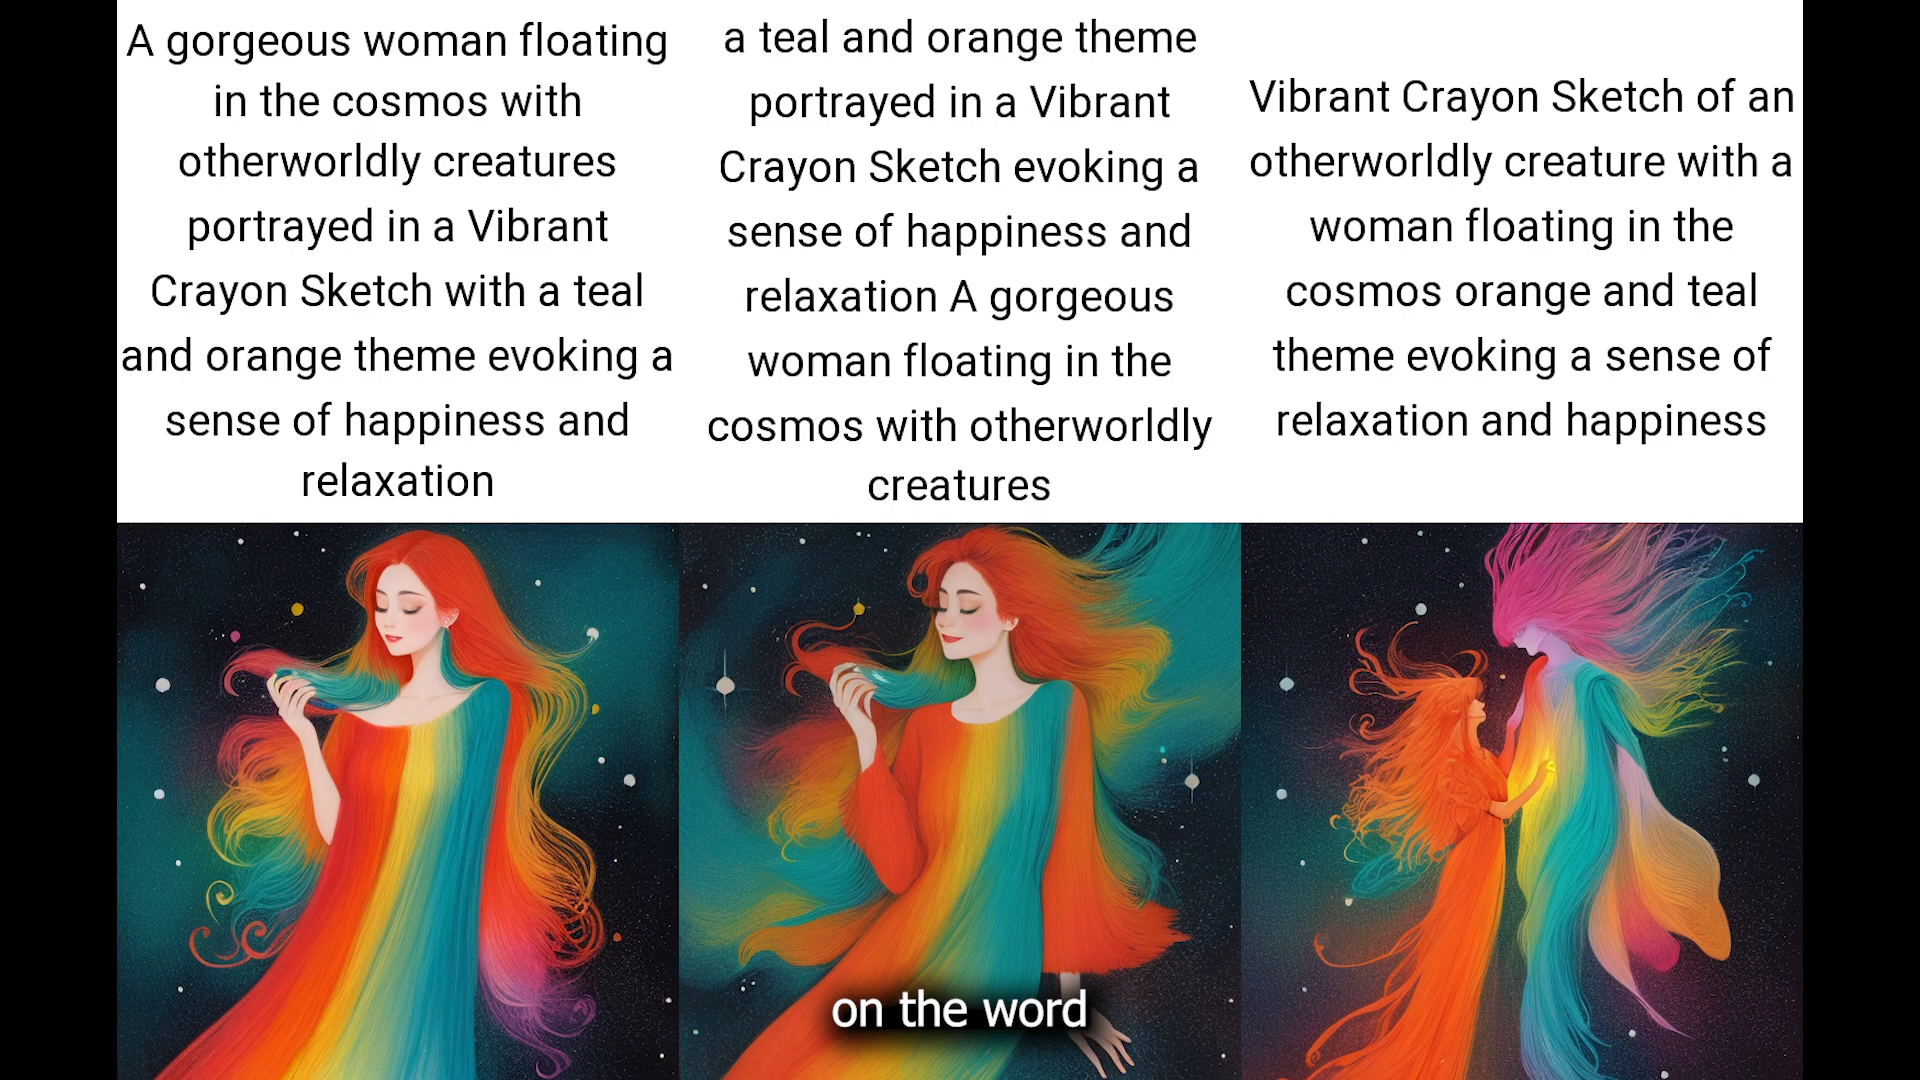 A gorgeous woman floating
in the cosmos with
otherworldly creatures
portrayed in a Vibrant
Crayon Sketch with a teal
and orange theme evoking a
sense of happiness and
relaxation
a teal and orange theme
portrayed in a Vibrant
Crayon Sketch evoking a
sense of happiness and
relaxation A gorgeous
woman floating in the
cosmos with otherworldly
creatures
Vibrant Crayon Sketch of an
otherworldly creature with a
woman floating in the
cosmos orange and teal
theme evoking a sense of
relaxation and happiness
on the word